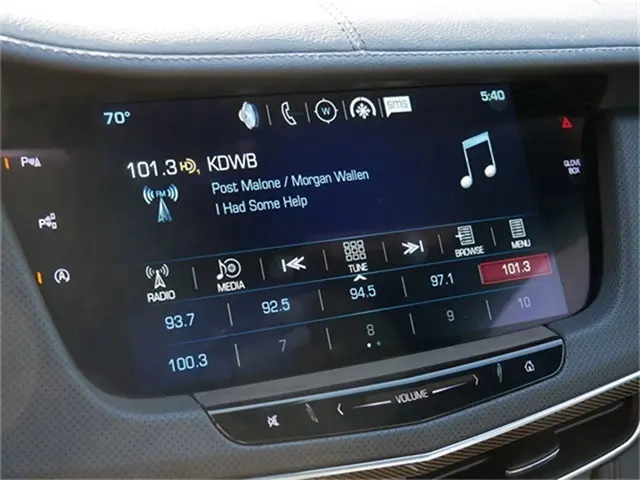 70°
W
sms
5:40
101.3 HD1 KDWB
FM
Post Malone / Morgan Wallen
I Had Some Help
GLOVE
BOX
P
P
A
RADIO
MEDIA
TUNE
BROWSE
MENU
93.7
92.5
94.5
97.1
101.3
100.3
7
8
9
10
VOLUME